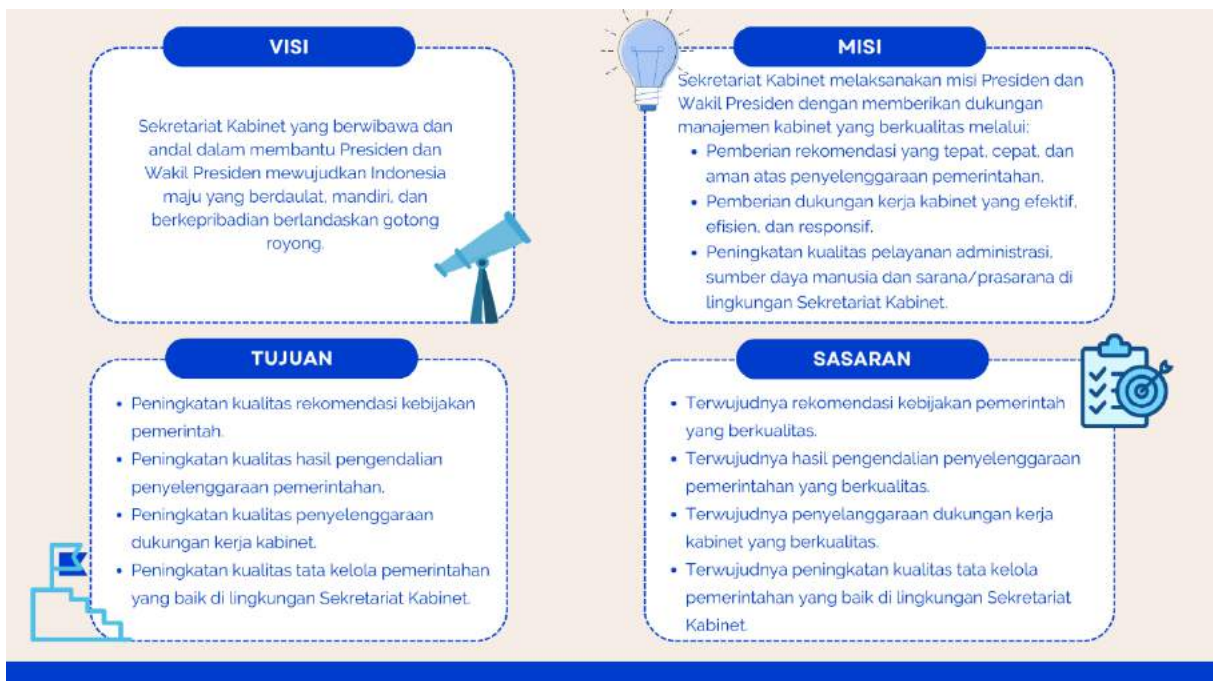 VISI
Sekretariat Kabinet yang berwibawa dan
andal dalam membantu Presiden dan
Wakil Presiden mewujudkan Indonesia
maju yang berdaulat, mandiri, dan
berkepribadian berlandaskan gotong
royong.
MISI
Sekretariat Kabinet melaksanakan misi Presiden dan
Wakil Presiden dengan memberikan dukungan
manajemen kabinet yang berkualitas melalui:
• Pemberian rekomendasi yang tepat, cepat, dan
aman atas penyelenggaraan pemerintahan.
• Pemberian dukungan kerja kabinet yang efektif,
efisien, dan responsif.
• Peningkatan kualitas pelayanan administrasi,
sumber daya manusia dan sarana/prasarana di
lingkungan Sekretariat Kabinet.
TUJUAN
• Peningkatan kualitas rekomendasi kebijakan
pemerintah.
• Peningkatan kualitas hasil pengendalian
penyelenggaraan pemerintahan.
• Peningkatan kualitas penyelenggaraan
dukungan kerja kabinet.
• Peningkatan kualitas tata kelola pemerintahan
yang baik di lingkungan Sekretariat Kabinet.
SASARAN
• Terwujudnya rekomendasi kebijakan pemerintah
yang berkualitas.
• Terwujudnya hasil pengendalian penyelenggaraan
pemerintahan yang berkualitas.
• Terwujudnya penyelanggaraan dukungan kerja
kabinet yang berkualitas.
• Terwujudnya peningkatan kualitas tata kelola
pemerintahan yang baik di lingkungan Sekretariat
Kabinet.